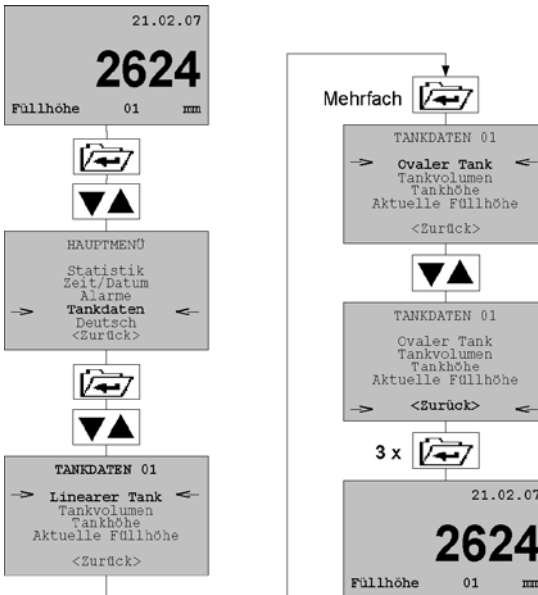 21.02.07
2624
Füllhöhe 01 mm
HAUPTMENÜ
Statistik
Zeit/Datum
Alarme
Tankdaten
Deutsch
<Zurück>
TANKDATEN 01
Linearer Tank
Tankvolumen
Tankhöhe
Aktuelle Füllhöhe
<Zurück>
Mehrfach
TANKDATEN 01
Ovaler Tank
Tankvolumen
Tankhöhe
Aktuelle Füllhöhe
<Zurück>
TANKDATEN 01
Ovaler Tank
Tankvolumen
Tankhöhe
Aktuelle Füllhöhe
<Zurück>
3 x
21.02.07
2624
Füllhöhe 01 mm